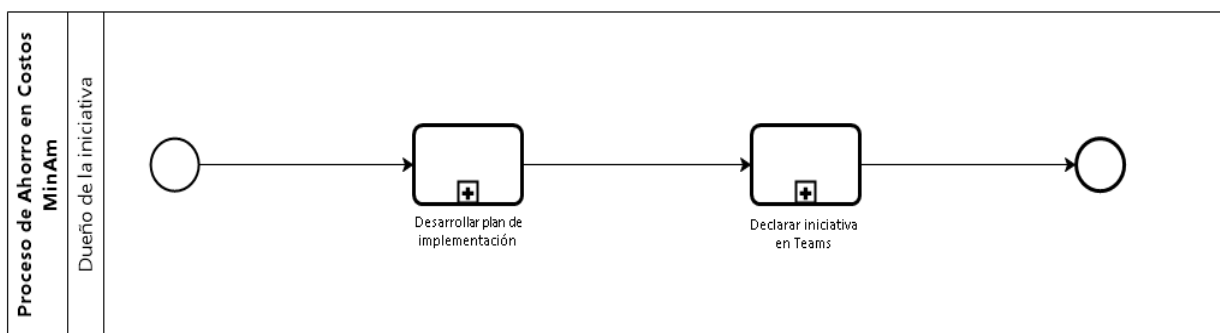 Proceso de Ahorro en Costos
MinAm
Dueño de la iniciativa
Desarrollar plan de
implementación
Declarar iniciativa
en Teams